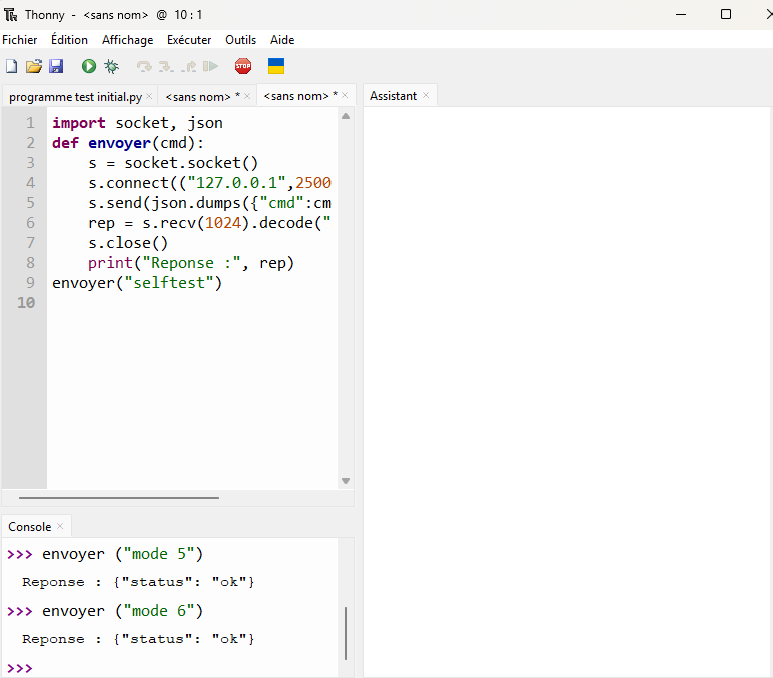 Thonny - <sans nom> @ 10 : 1
Fichier Édition Affichage Exécuter Outils Aide
STOP
programme test initial.py × <sans nom> * × <sans nom> * × Assistant ×
1 import socket, json
2 def envoyer(cmd):
3 s = socket.socket()
4 s.connect(("127.0.0.1",2500
5 s.send(json.dumps({"cmd":cm
6 rep = s.recv(1024).decode("
7 s.close()
8 print("Reponse :", rep)
9 envoyer("selftest")
10
Console ×
>>> envoyer ("mode 5")
Reponse : {"status": "ok"}
>>> envoyer ("mode 6")
Reponse : {"status": "ok"}
>>>